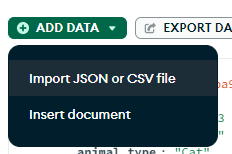 ADD DATA EXPORT DA
Import JSON or CSV file
Insert document
animal_type: "Cat"